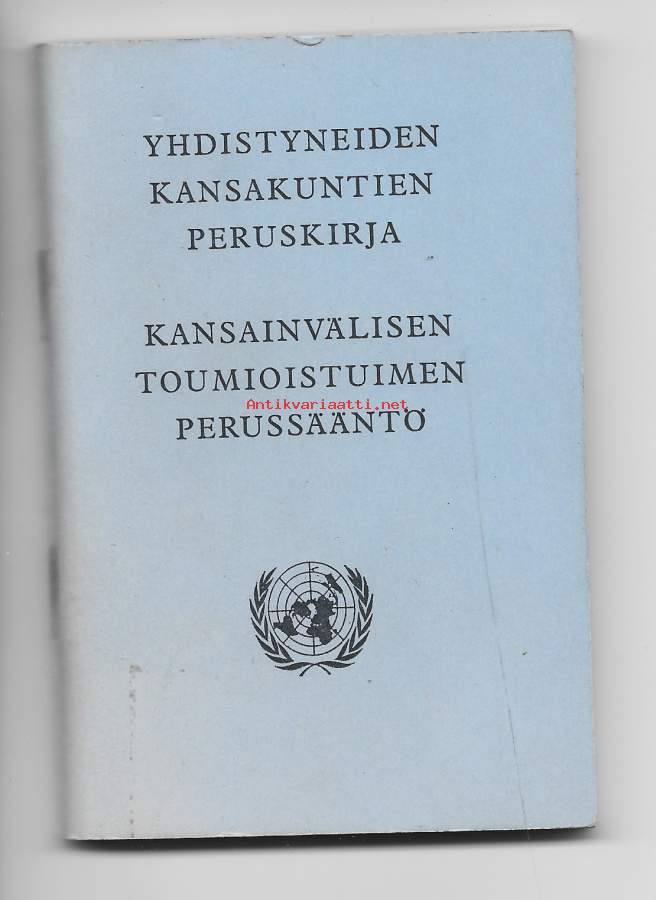 YHDISTYNEIDEN
KANSAKUNTIEN
PERUSKIRJA
KANSAINVÄLISEN
TOUMIOISTUIMEN
Antikvariaatti.net
PERUSSÄÄNTÖ